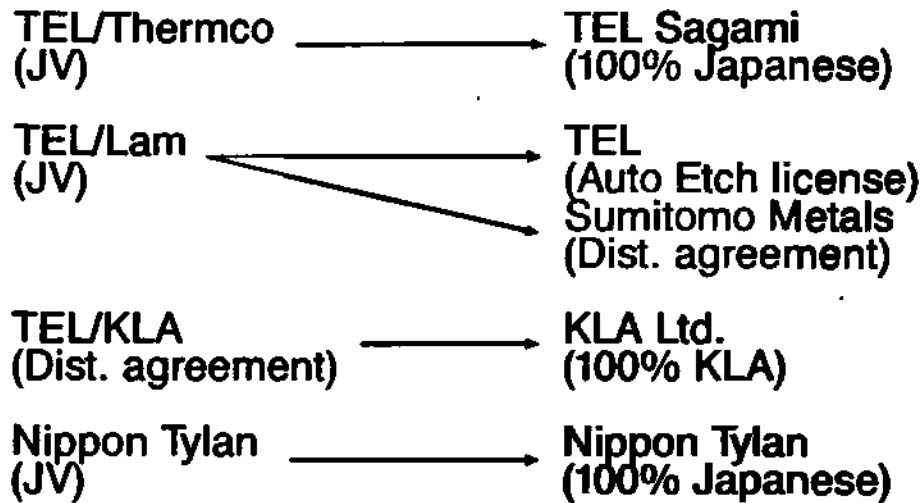 TEL/Thermco
(JV)
TEL Sagami
(100% Japanese)
TEL/Lam
(JV)
TEL
(Auto Etch license)
Sumitomo Metals
(Dist. agreement)
TEL/KLA
(Dist. agreement)
KLA Ltd.
(100% KLA)
Nippon Tylan
(JV)
Nippon Tylan
(100% Japanese)